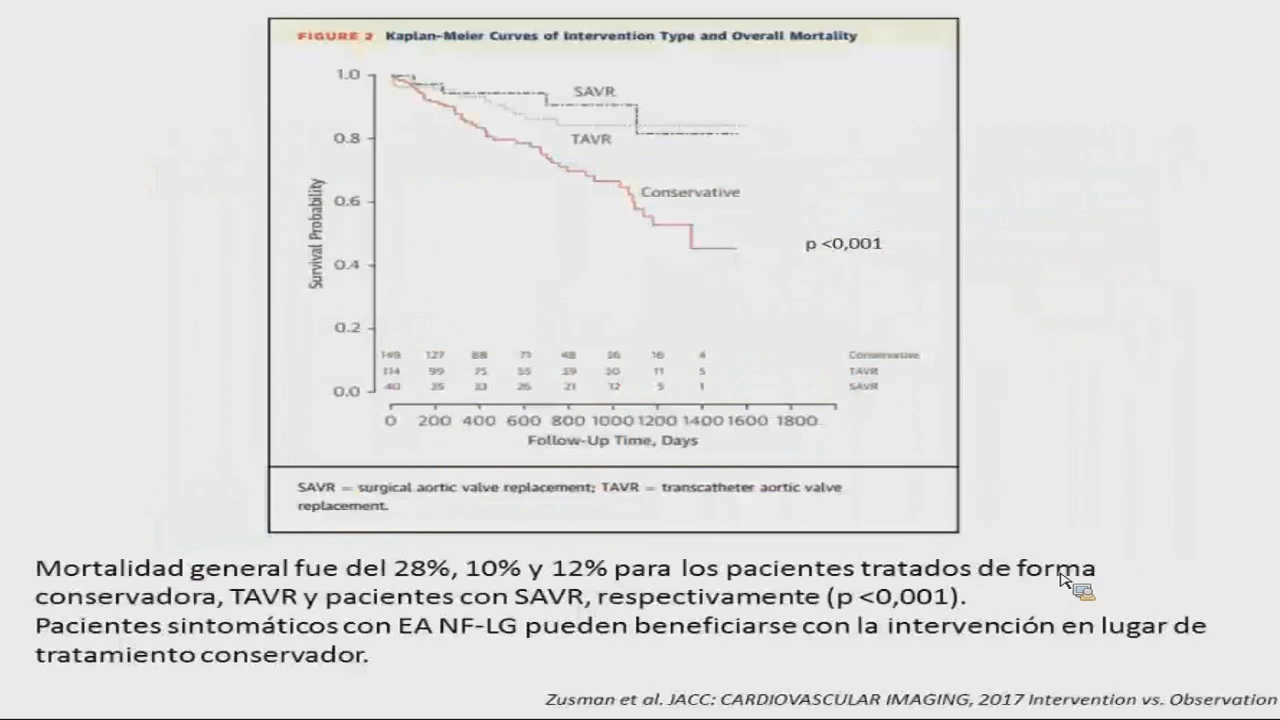 FIGURE 2 Kaplan-Meier Curves of Intervention Type and Overall Mortality
1.0
0.8
0.6
0.4
0.2
0.0
Survival Probability
SAVR
TAVR
Conservative
p <0,001
149 127 88 71 48 36 16 4 Conservative
114 99 75 55 39 30 11 5 TAVR
40 35 33 26 21 12 5 1 SAVR
0 200 400 600 800 1000 1200 1400 1600 1800
Follow-Up Time, Days
SAVR = surgical aortic valve replacement; TAVR = transcatheter aortic valve
replacement.
Mortalidad general fue del 28%, 10% y 12% para los pacientes tratados de forma
conservadora, TAVR y pacientes con SAVR, respectivamente (p <0,001).
Pacientes sintomáticos con EA NF-LG pueden beneficiarse con la intervención en lugar de
tratamiento conservador.
Zusman et al. JACC: CARDIOVASCULAR IMAGING, 2017 Intervention vs. Observation